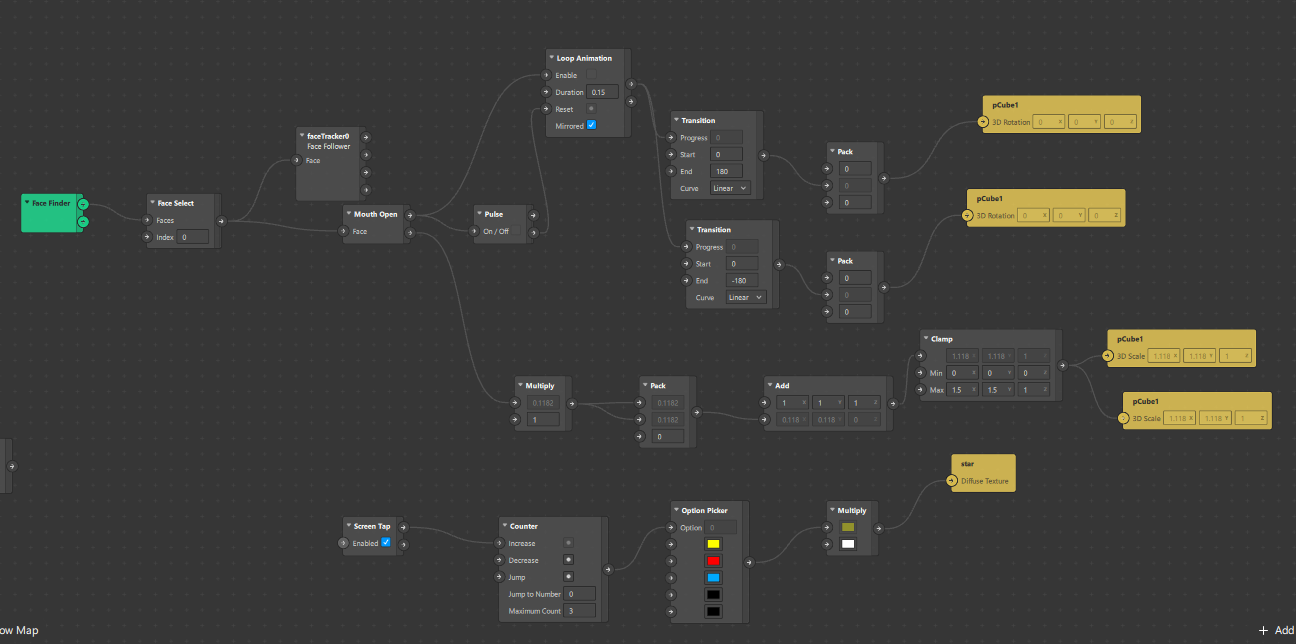 Loop Animation
Enable
Duration 0.15
Reset
Mirrored
Transition
Progress 0
Start 0
End 180
Curve Linear
Pack
0
0
0
pCube1
3D Rotation 0 X 0 Y 0 Z
faceTracker0
Face Follower
Face
Face Finder
Face Select
Faces
Index 0
Mouth Open
Face
Pulse
On / Off
Transition
Progress 0
Start 0
End -180
Curve Linear
Pack
0
0
0
pCube1
3D Rotation 0 X 0 Y 0 Z
Multiply
0.1182
1
Pack
0.1182
0.1182
0
Add
1 X 1 Y 1 Z
0.118 X 0.118 Y 0 Z
Clamp
1.118 X 1.118 Y 1 Z
Min 0 X 0 Y 0 Z
Max 1.5 X 1.5 Y 1 Z
pCube1
3D Scale 1.118 X 1.118 Y 1 Z
pCube1
3D Scale 1.118 X 1.118 Y 1 Z
Screen Tap
Enabled
Counter
Increase
Decrease
Jump
Jump to Number 0
Maximum Count 3
Option Picker
Option 0
Multiply
star
Diffuse Texture
ow Map
+ Add